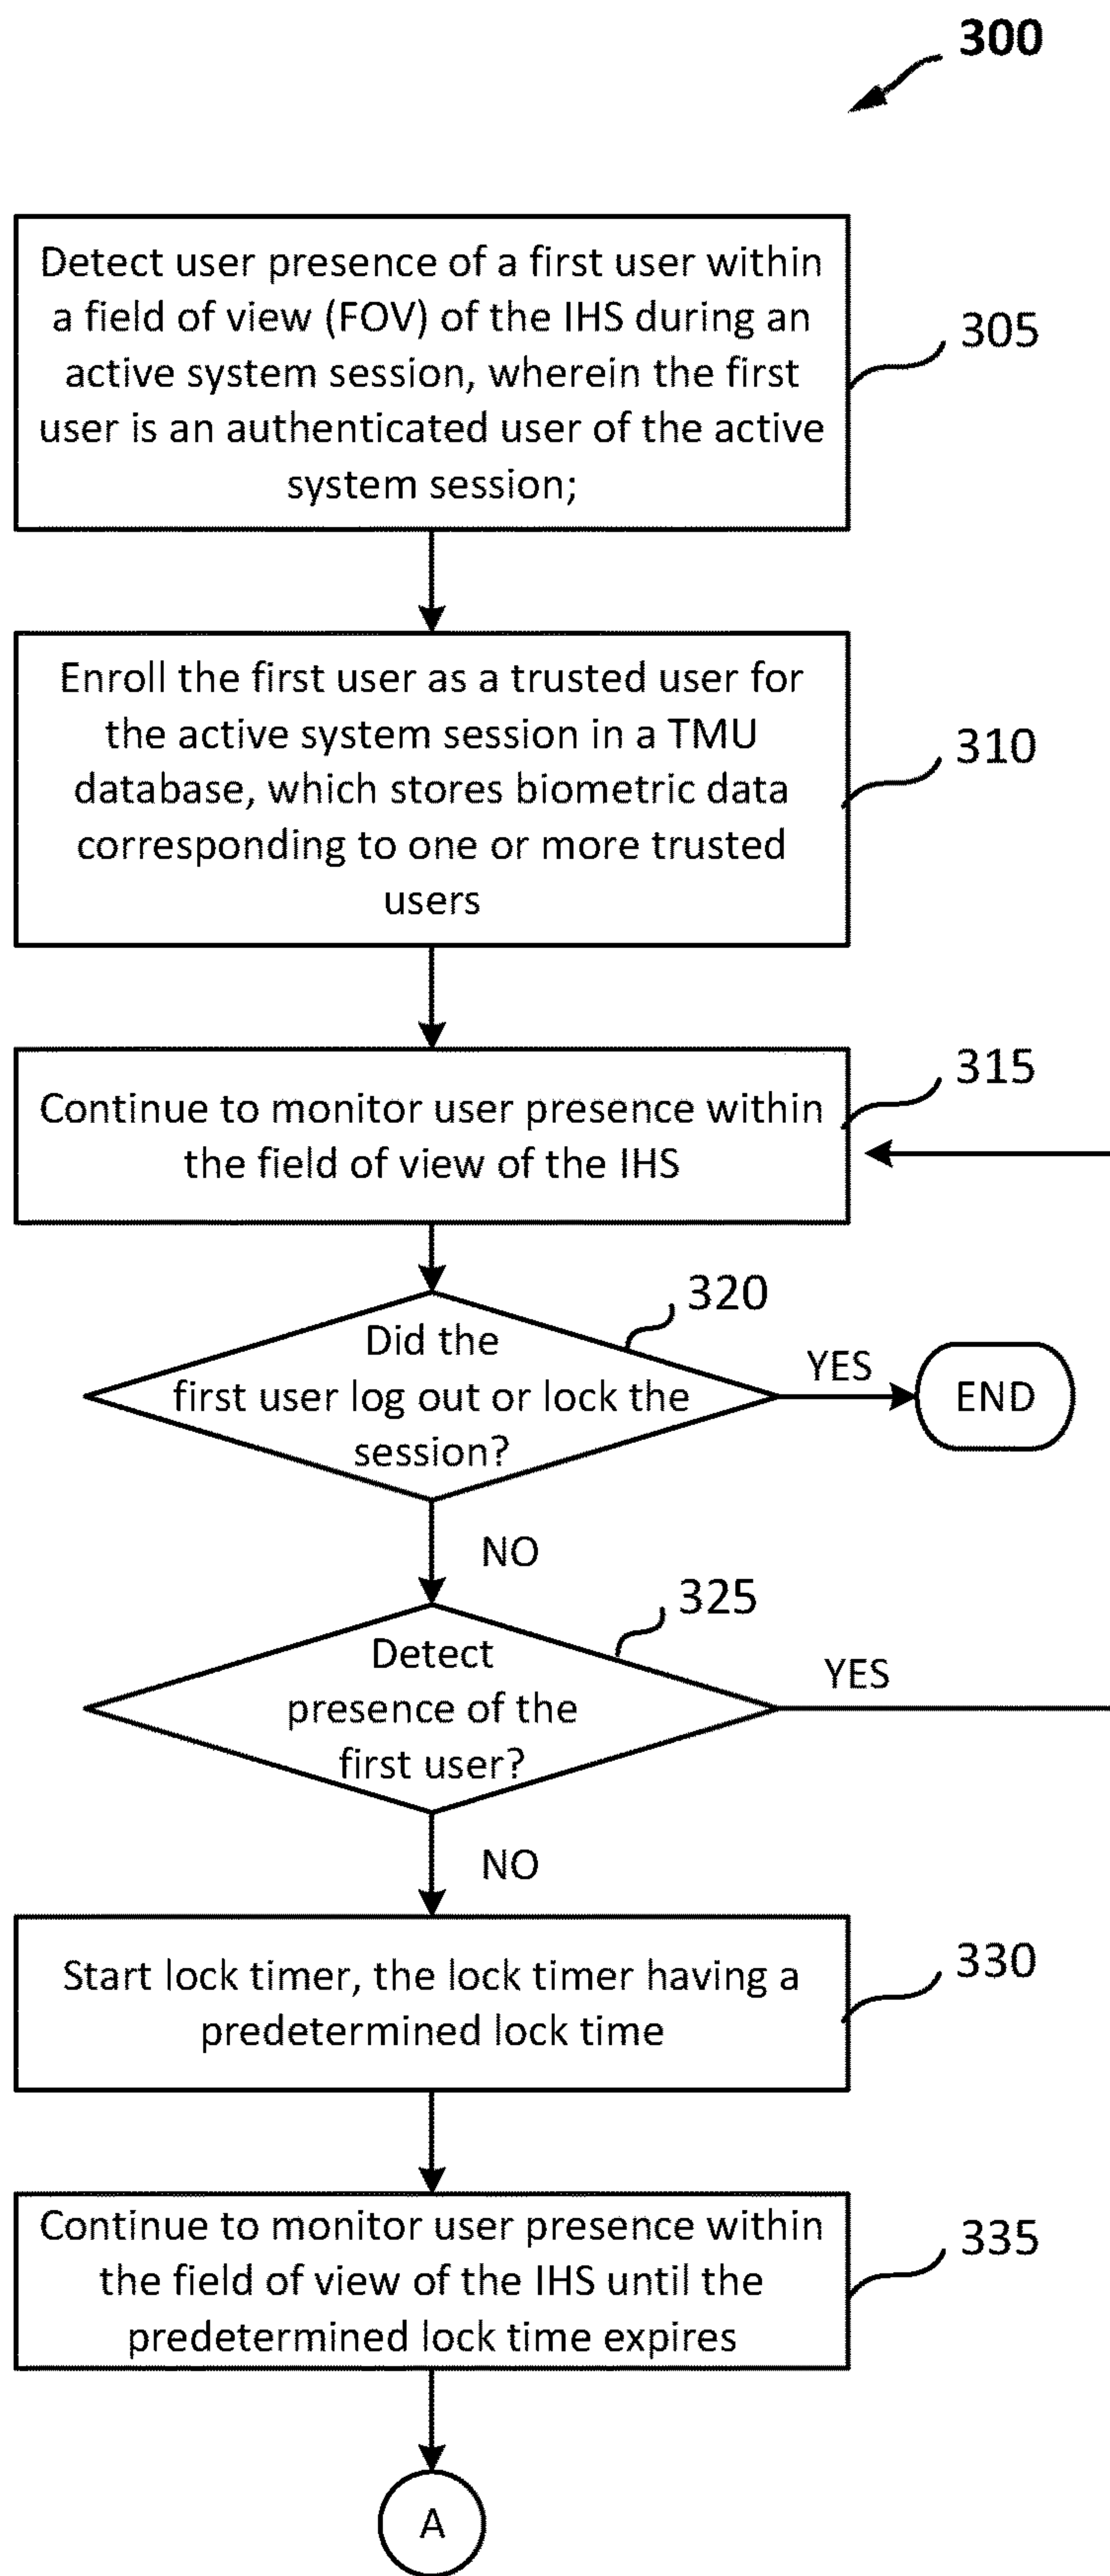 300
Detect user presence of a first user within
a field of view (FOV) of the IHS during an
active system session, wherein the first
user is an authenticated user of the active
system session;
305
Enroll the first user as a trusted user for
the active system session in a TMU
database, which stores biometric data
corresponding to one or more trusted
users
310
Continue to monitor user presence within
the field of view of the IHS
315
320
Did the
first user log out or lock the
session?
YES
END
NO
325
Detect
presence of the
first user?
YES
NO
Start lock timer, the lock timer having a
predetermined lock time
330
Continue to monitor user presence within
the field of view of the IHS until the
predetermined lock time expires
335
A